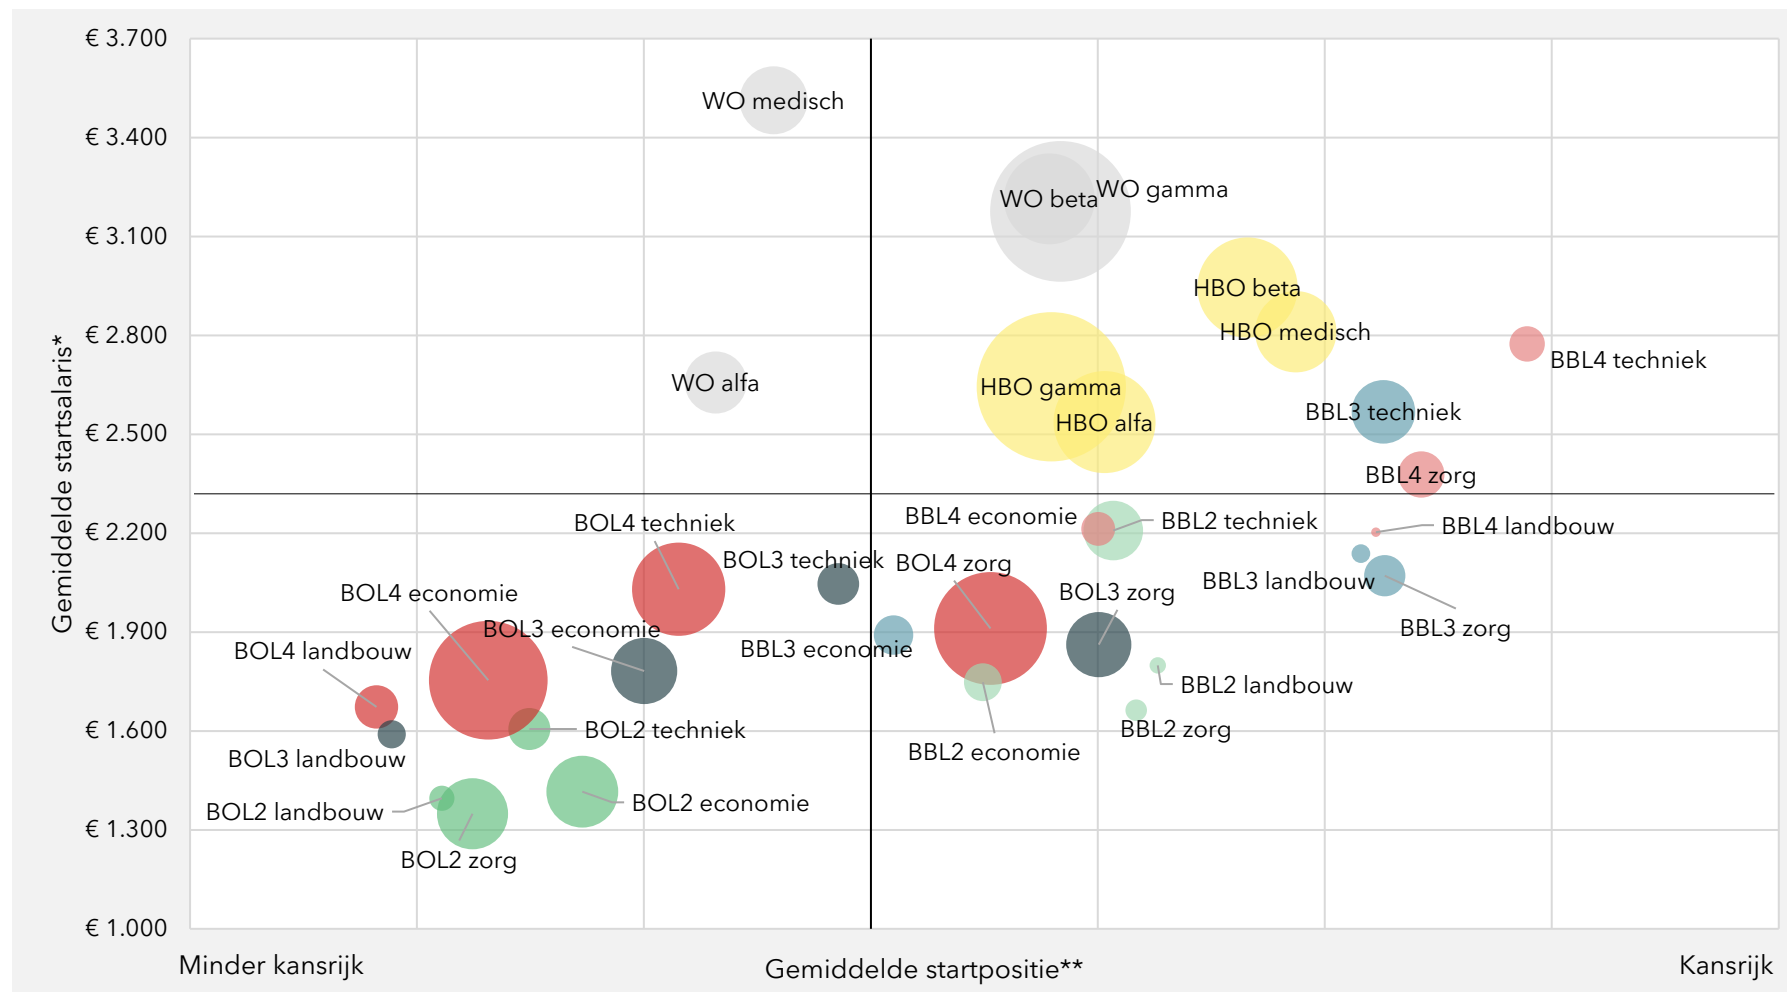 € 3.700
WO medisch
€ 3.400
WO beta
WO gamma
€ 3.100
HBO beta
HBO medisch
€ 2.800
BBL4 techniek
WO alfa
HBO gamma
HBO alfa
BBL3 techniek
€ 2.500
BBL4 zorg
Gemiddelde startsalaris*
BOL4 techniek
BBL4 economie
BBL2 techniek
BBL4 landbouw
€ 2.200
BOL3 techniek
BOL4 zorg
BBL3 landbouw
BOL4 economie
BOL3 zorg
€ 1.900
BOL3 economie
BBL3 zorg
BOL4 landbouw
BBL3 economie
BBL2 landbouw
€ 1.600
BOL2 techniek
BBL2 zorg
BOL3 landbouw
BBL2 economie
BOL2 landbouw
BOL2 economie
€ 1.300
BOL2 zorg
€ 1.000
Minder kansrijk
Gemiddelde startpositie**
Kansrijk